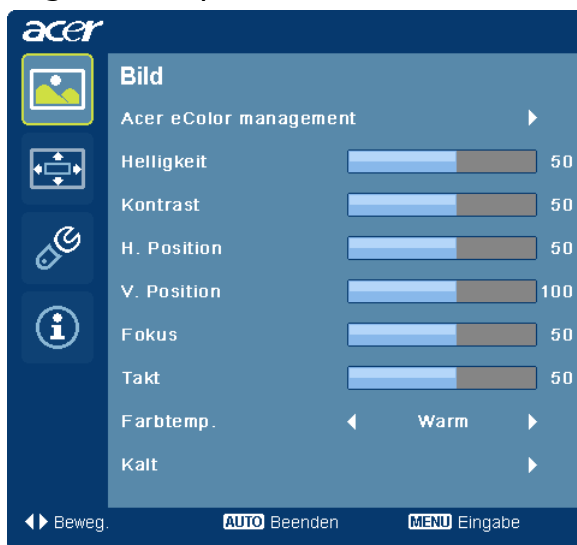 acer
Bild
Acer eColor management
Helligkeit 50
Kontrast 50
H. Position 50
V. Position 100
Fokus 50
Takt 50
Farbtemp. Warm
Kalt
Beweg. AUTO Beenden MENU Eingabe